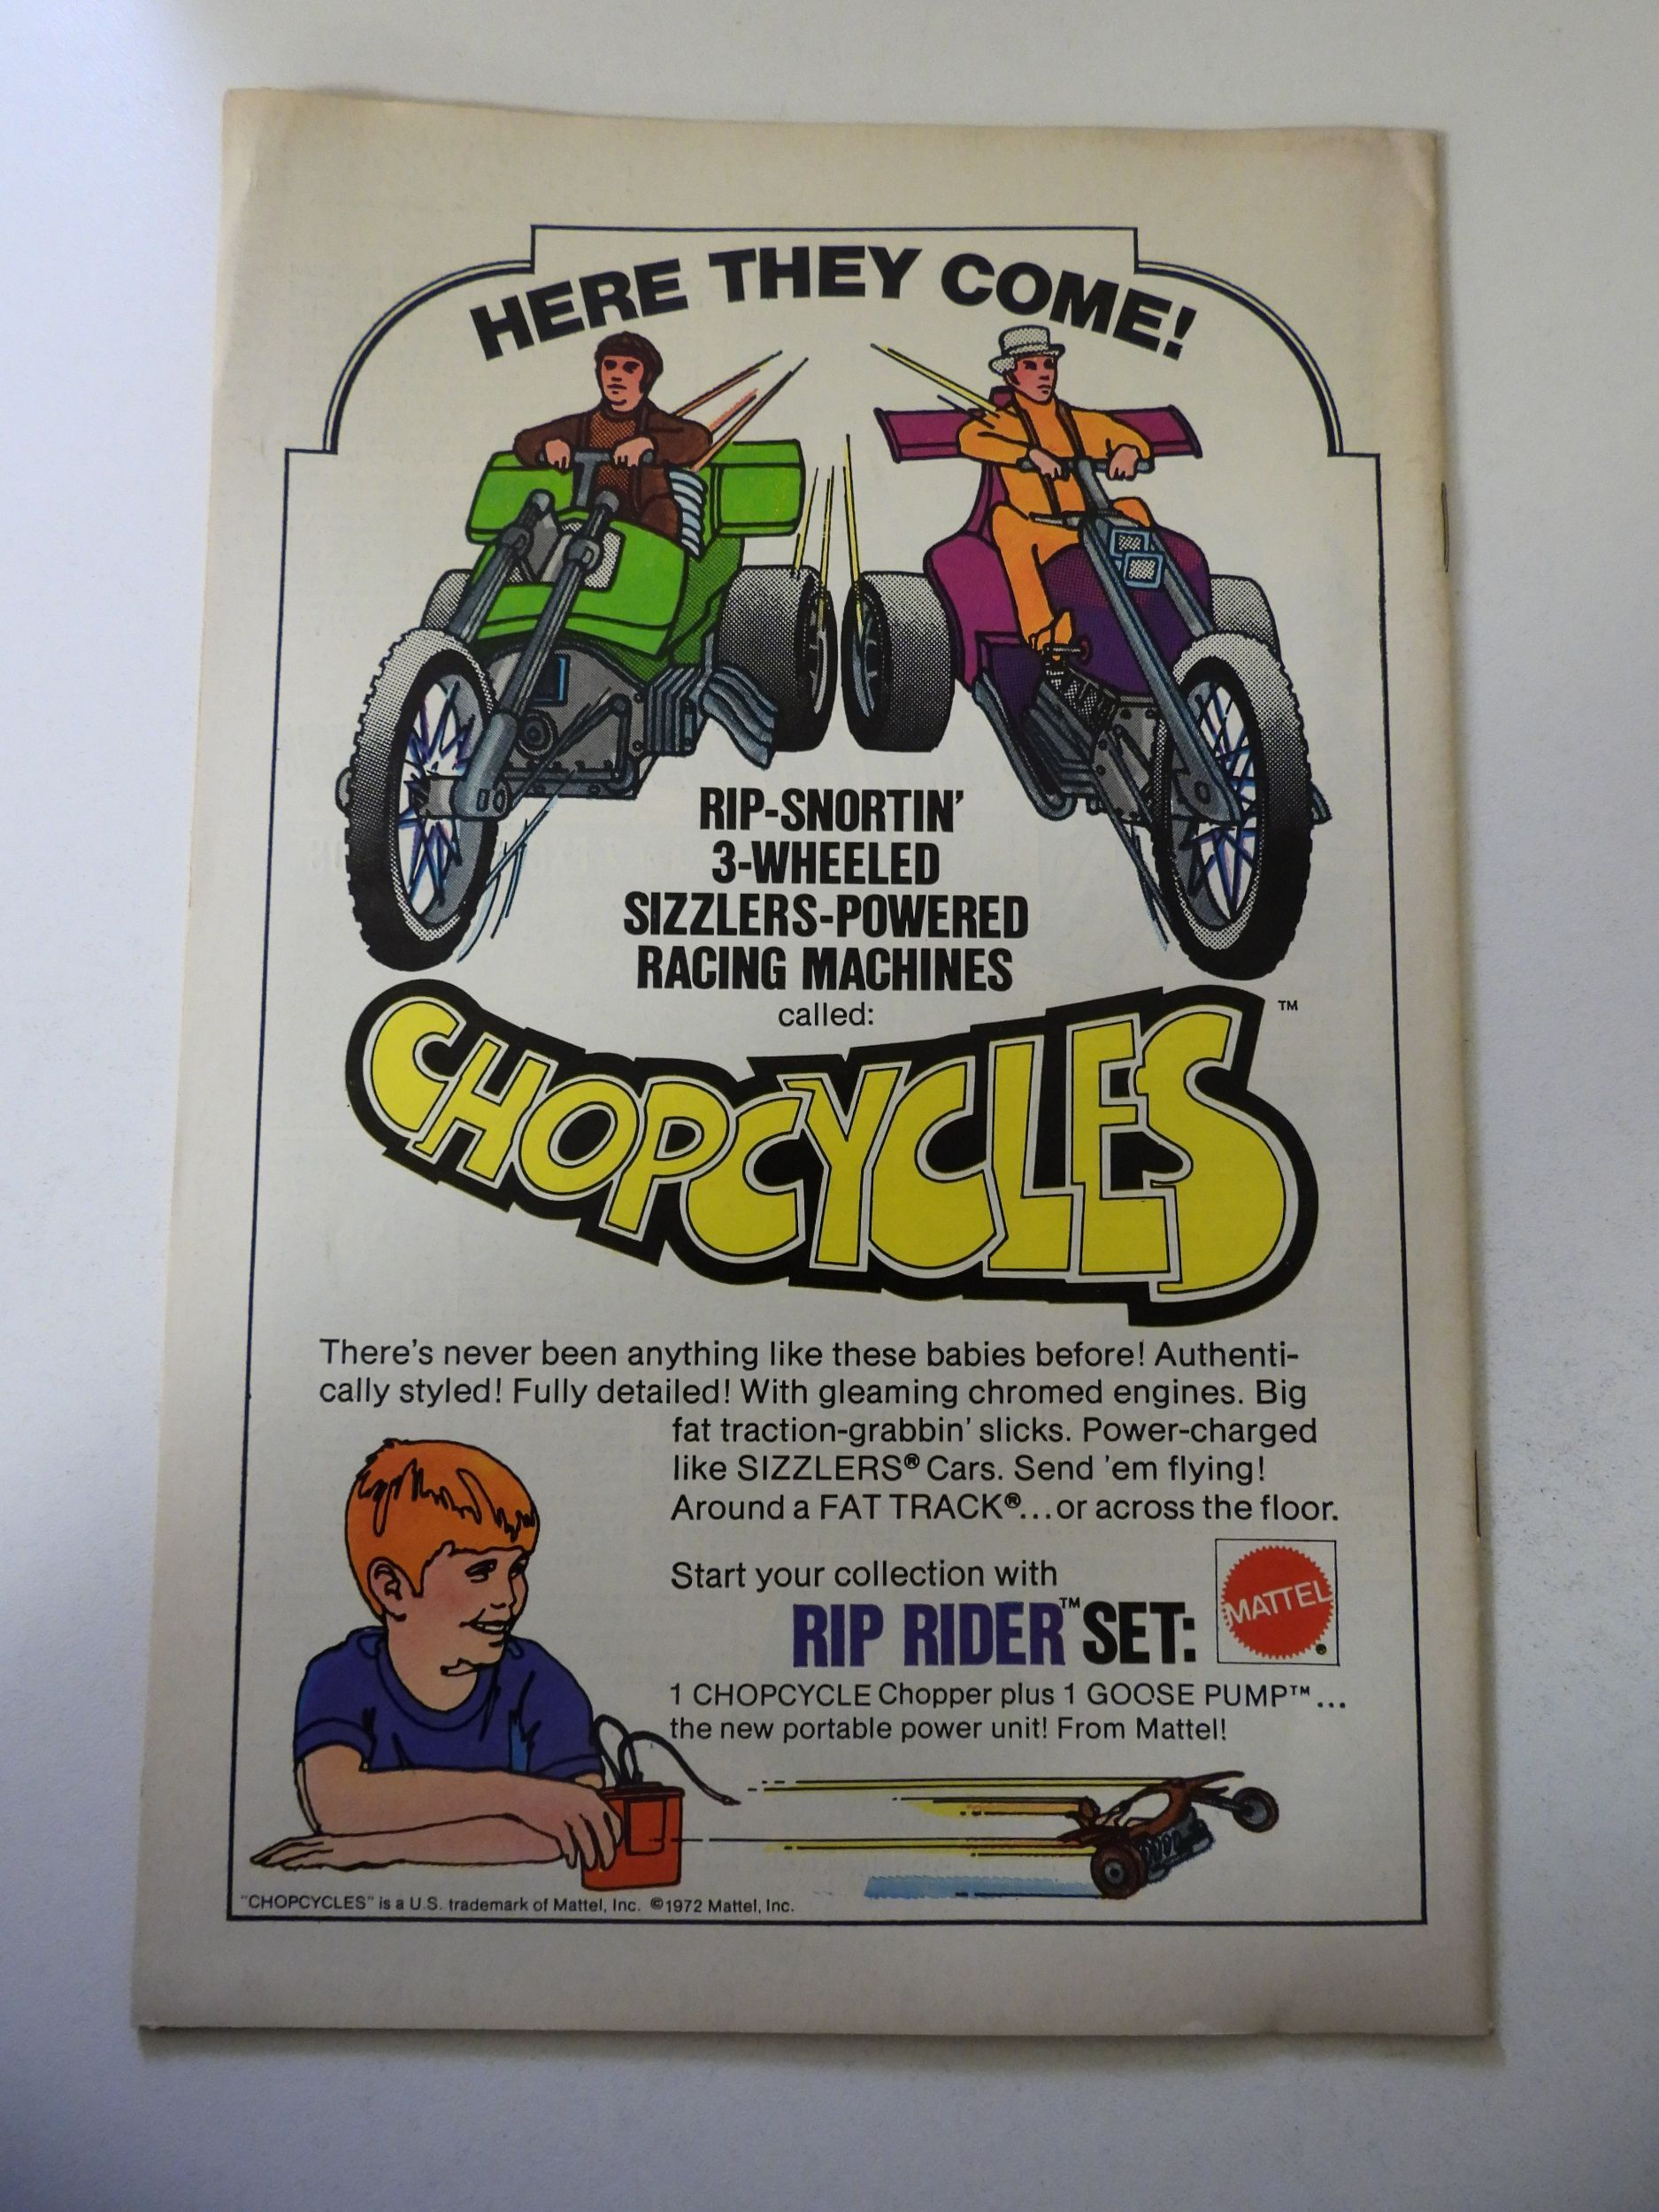 HERE THEY COME!
RIP-SNORTIN'
3-WHEELED
SIZZLERS-POWERED
RACING MACHINES
called:
CHOPCYCLES™
There's never been anything like these babies before! Authenti-
cally styled! Fully detailed! With gleaming chromed engines. Big
fat traction-grabbin' slicks. Power-charged
like SIZZLERS® Cars. Send 'em flying!
Around a FAT TRACK®...or across the floor.
Start your collection with
RIP RIDER™ SET:
MATTEL®
1 CHOPCYCLE Chopper plus 1 GOOSE PUMP™...
the new portable power unit! From Mattel!
"CHOPCYCLES" is a U.S. trademark of Mattel, Inc. ©1972 Mattel, Inc.